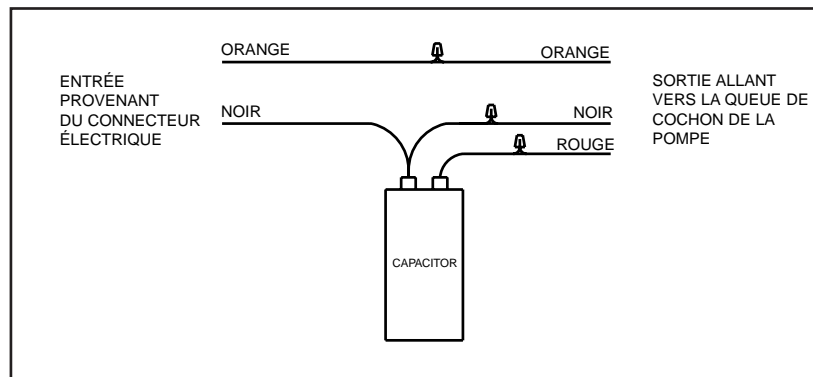 ORANGE
ORANGE
ENTRÉE
PROVENANT
DU CONNECTEUR
ÉLECTRIQUE
NOIR
NOIR
ROUGE
SORTIE ALLANT
VERS LA QUEUE DE
COCHON DE LA
POMPE
CAPACITOR